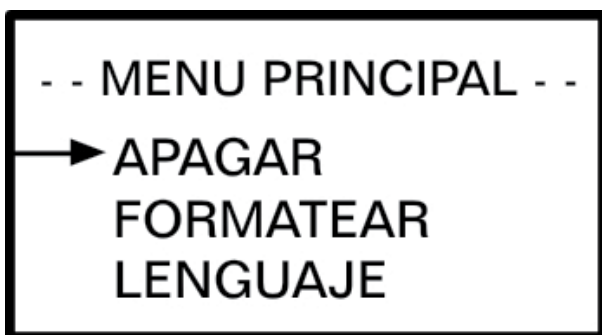 - - MENU PRINCIPAL - -
APAGAR
FORMATEAR
LENGUAJE